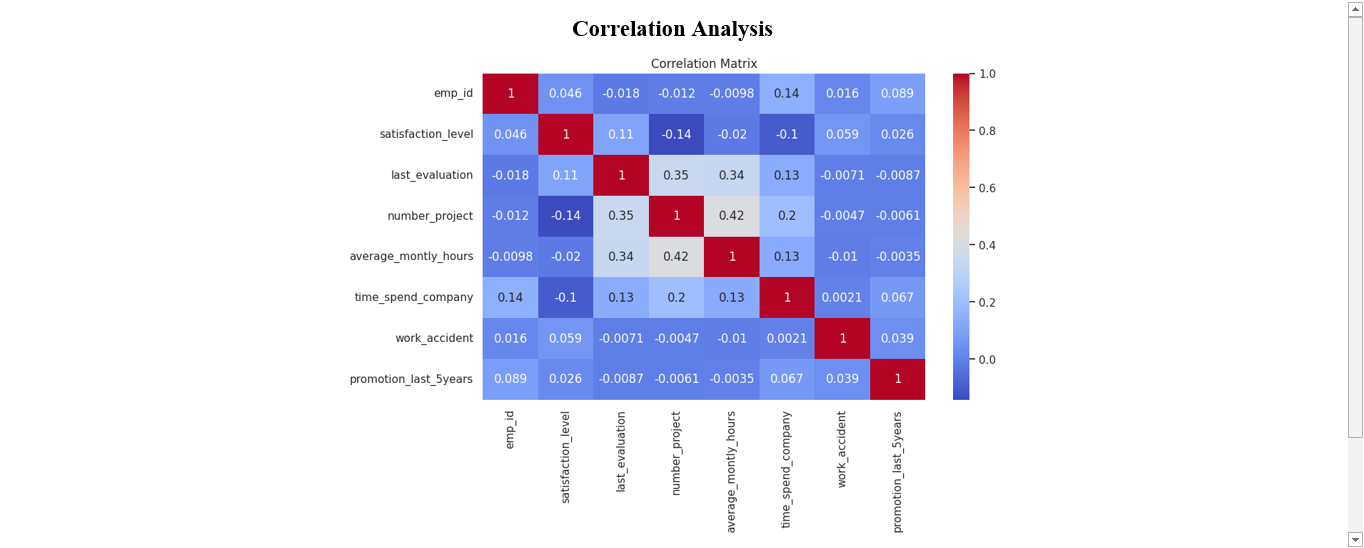 Correlation Analysis
Correlation Matrix
emp_id 1 0.046 -0.018 -0.012 -0.0098 0.14 0.016 0.089
satisfaction_level 0.046 1 0.11 -0.14 -0.02 -0.1 0.059 0.026
last_evaluation -0.018 0.11 1 0.35 0.34 0.13 -0.0071 -0.0087
number_project -0.012 -0.14 0.35 1 0.42 0.2 -0.0047 -0.0061
average_montly_hours -0.0098 -0.02 0.34 0.42 1 0.13 -0.01 -0.0035
time_spend_company 0.14 -0.1 0.13 0.2 0.13 1 0.0021 0.067
work_accident 0.016 0.059 -0.0071 -0.0047 -0.01 0.0021 1 0.039
promotion_last_5years 0.089 0.026 -0.0087 -0.0061 -0.0035 0.067 0.039 1
emp_id
satisfaction_level
last_evaluation
number_project
average_montly_hours
time_spend_company
work_accident
promotion_last_5years
1.0
0.8
0.6
0.4
0.2
0.0